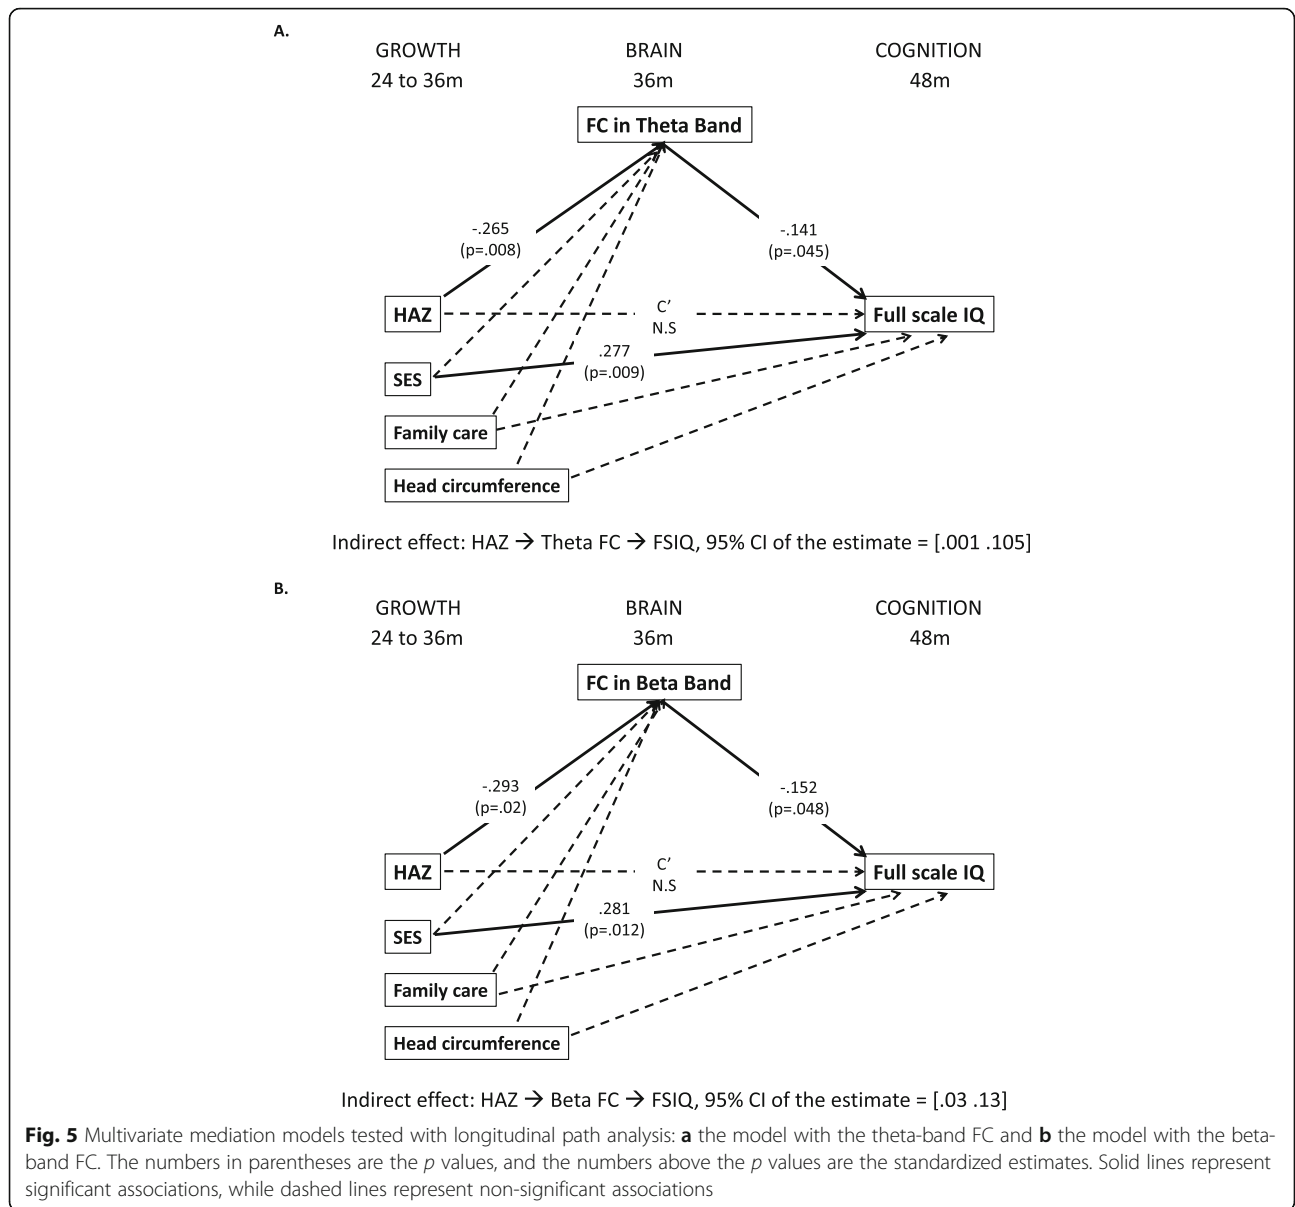 A.
GROWTH BRAIN COGNITION
24 to 36m 36m 48m
FC in Theta Band
-.265 -.141
(p=.008) (p=.045)
HAZ C’ Full scale IQ
N.S
.277
(p=.009)
SES
Family care
Head circumference
Indirect effect: HAZ → Theta FC → FSIQ, 95% CI of the estimate = [.001 .105]
B.
GROWTH BRAIN COGNITION
24 to 36m 36m 48m
FC in Beta Band
-.293 -.152
(p=.02) (p=.048)
HAZ C’ Full scale IQ
N.S
.281
(p=.012)
SES
Family care
Head circumference
Indirect effect: HAZ → Beta FC → FSIQ, 95% CI of the estimate = [.03 .13]
Fig. 5 Multivariate mediation models tested with longitudinal path analysis: a the model with the theta-band FC and b the model with the beta-
band FC. The numbers in parentheses are the p values, and the numbers above the p values are the standardized estimates. Solid lines represent
significant associations, while dashed lines represent non-significant associations